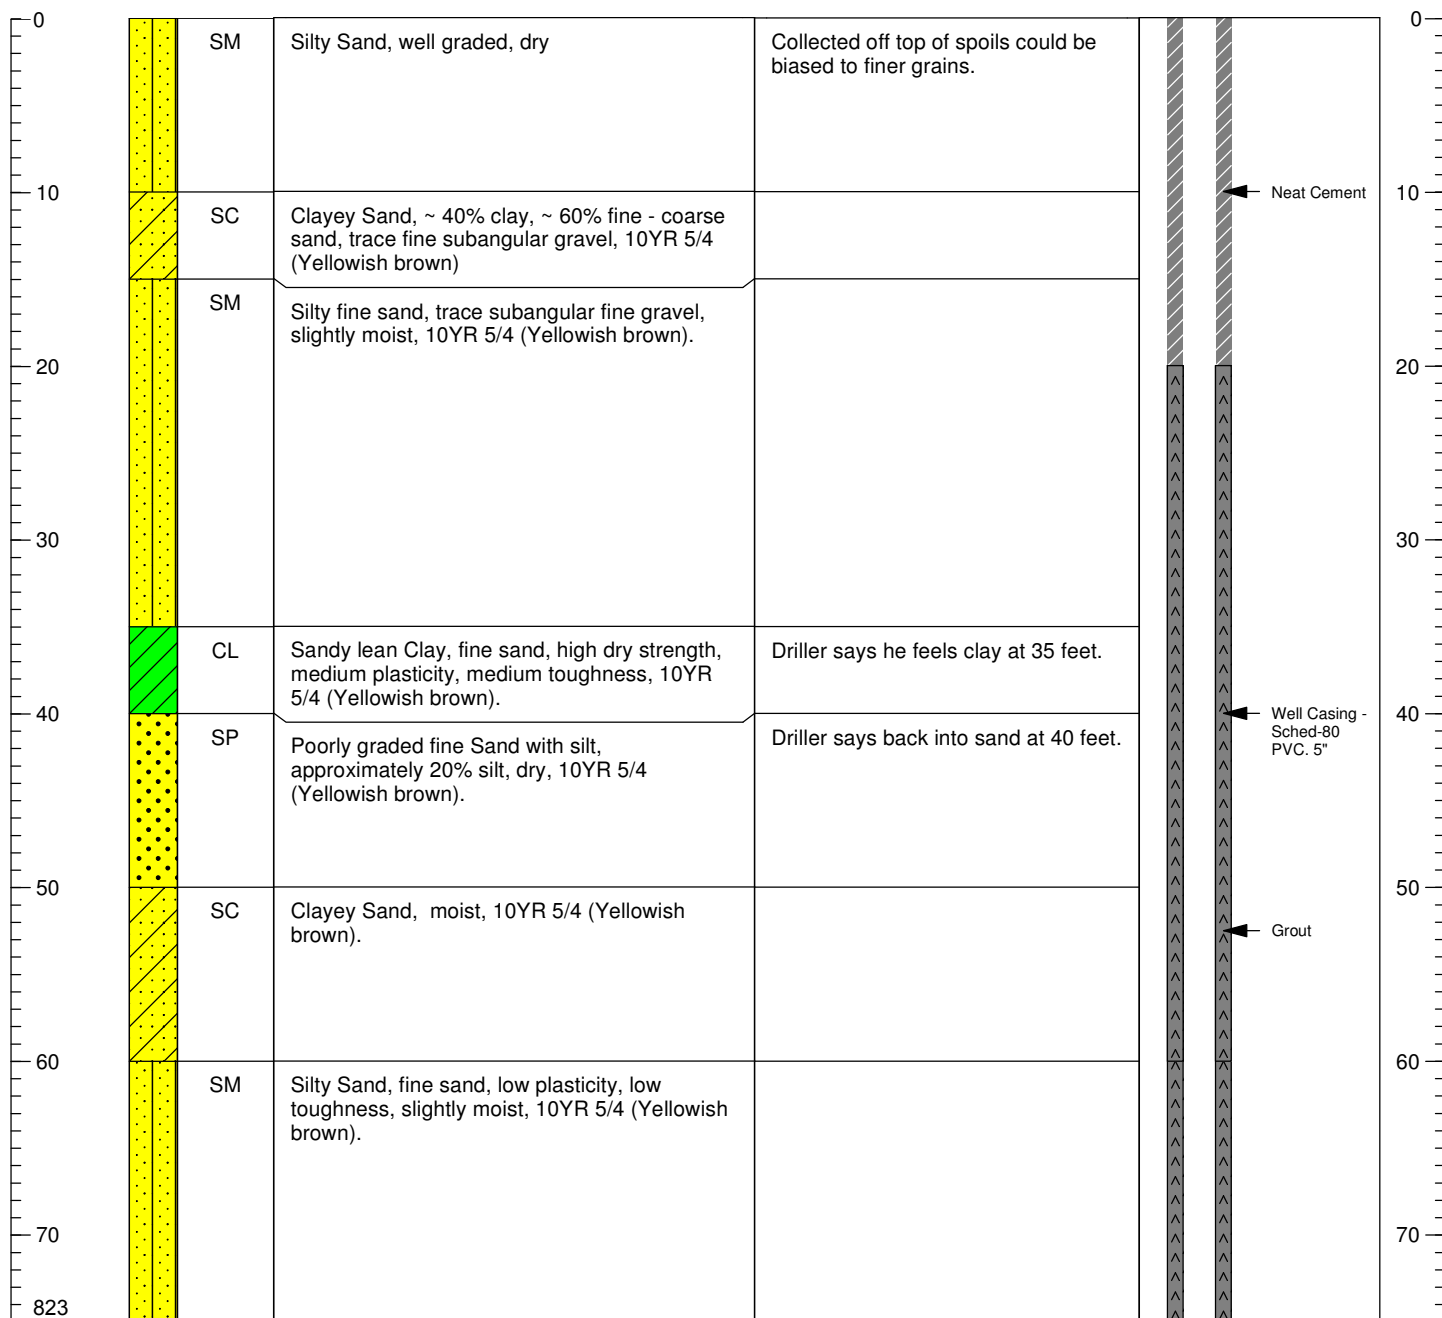 0
SM
Silty Sand, well graded, dry
Collected off top of spoils could be
biased to finer grains.
0
10
SC
Clayey Sand, ~ 40% clay, ~ 60% fine - coarse
sand, trace fine subangular gravel, 10YR 5/4
(Yellowish brown)
Neat Cement
10
SM
Silty fine sand, trace subangular fine gravel,
slightly moist, 10YR 5/4 (Yellowish brown).
20
20
30
30
CL
Sandy lean Clay, fine sand, high dry strength,
medium plasticity, medium toughness, 10YR
5/4 (Yellowish brown).
Driller says he feels clay at 35 feet.
40
SP
Poorly graded fine Sand with silt,
approximately 20% silt, dry, 10YR 5/4
(Yellowish brown).
Driller says back into sand at 40 feet.
Well Casing -
Sched-80
PVC. 5"
40
50
SC
Clayey Sand,  moist, 10YR 5/4 (Yellowish
brown).
50
Grout
60
SM
Silty Sand, fine sand, low plasticity, low
toughness, slightly moist, 10YR 5/4 (Yellowish
brown).
60
70
70
823